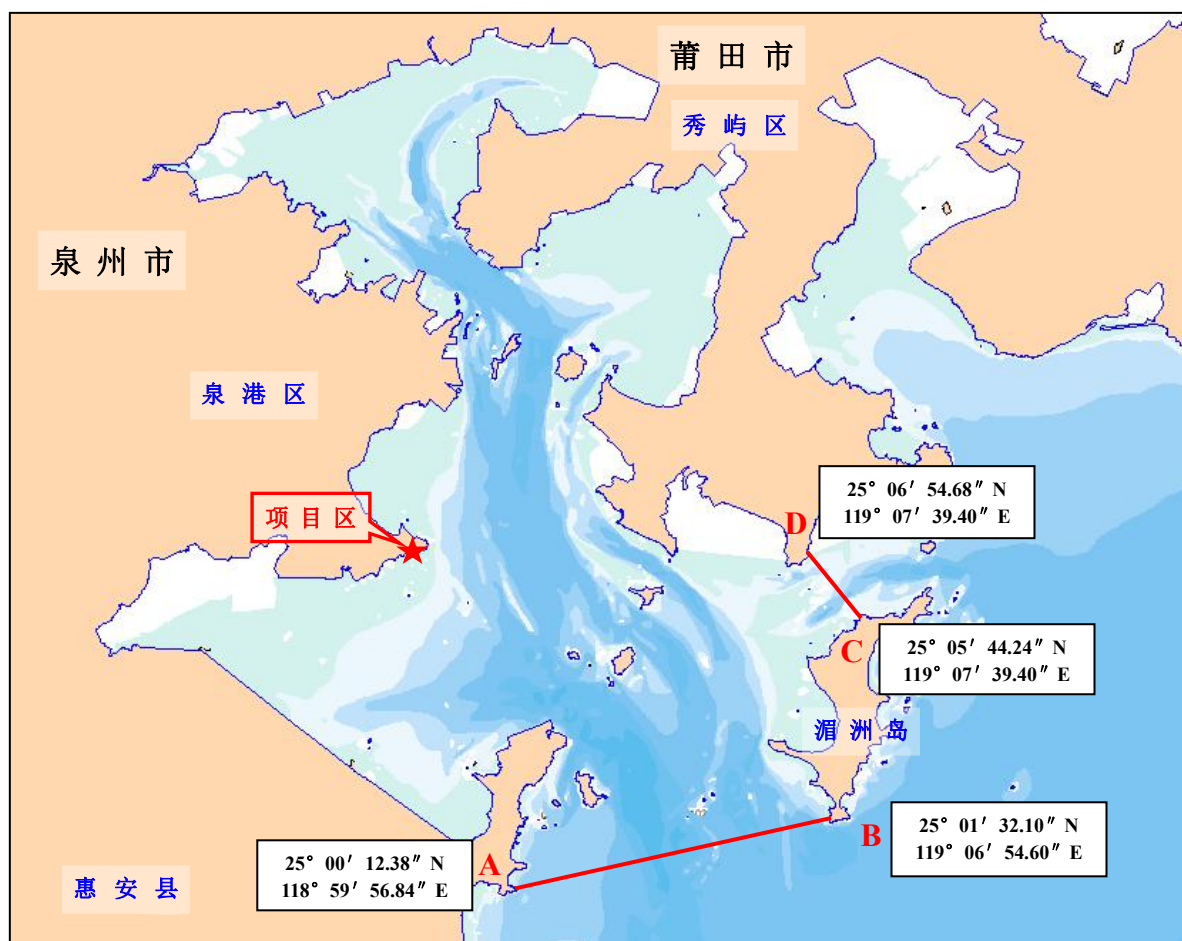 莆田市
秀屿区
泉州市
泉港区
项目区
25° 06′ 54.68″ N
119° 07′ 39.40″ E
D
C
25° 05′ 44.24″ N
119° 07′ 39.40″ E
湄洲岛
25° 01′ 32.10″ N
119° 06′ 54.60″ E
B
25° 00′ 12.38″ N
118° 59′ 56.84″ E
A
惠安县